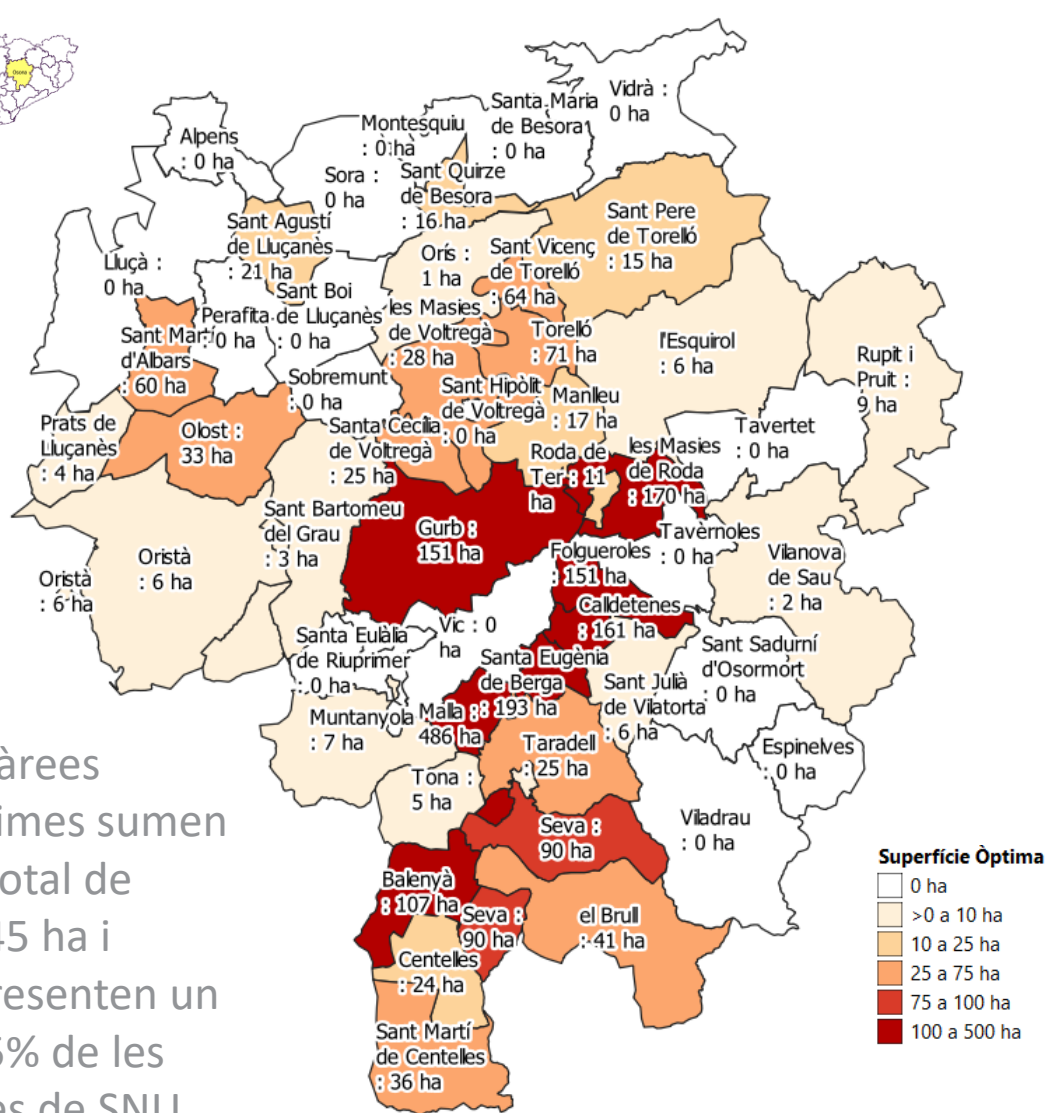 Osona
Vidrà :
0 ha
Santa Maria
de Besora
: 0 ha
Montesquiu
: 0 ha
Alpens
: 0 ha
Sora :
0 ha
Sant Quirze
de Besora
: 16 ha
Sant Pere
de Torelló
: 15 ha
Sant Agustí
de Lluçanès
: 21 ha
Orís :
1 ha
Sant Vicenç
de Torelló
: 64 ha
Lluçà :
0 ha
Sant Boi
de Lluçanès
: 0 ha
Perafita
: 0 ha
les Masies
de Voltregà
: 28 ha
Torelló
: 71 ha
l'Esquirol
: 6 ha
Rupit i
Pruit :
9 ha
Sant Martí
d'Albars
: 60 ha
Sobremunt
: 0 ha
Sant Hipòlit
de Voltregà
: 0 ha
Manlleu
: 17 ha
Tavertet
: 0 ha
Prats de
Lluçanès
: 4 ha
Olost :
33 ha
Santa Cécilia
de Voltregà
: 25 ha
Roda de
Ter : 11
ha
les Masies
de Roda
: 170 ha
Sant Bartomeu
del Grau
: 3 ha
Gurb :
151 ha
Tavèrnoles
: 0 ha
Folgueroles
: 151 ha
Vilanova
de Sau
: 2 ha
Oristà
: 6 ha
Oristà
: 6 ha
Calldetenes
: 161 ha
Vic : 0
ha
Santa Eulàlia
de Riuprimer
: 0 ha
Santa Eugènia
de Berga
: 193 ha
Sant Sadurní
d'Osormort
: 0 ha
Sant Julià
de Vilatorta
: 6 ha
Muntanyola
: 7 ha
Malla :
486 ha
Taradell
: 25 ha
Espinelves
: 0 ha
Tona :
5 ha
Seva :
90 ha
Viladrau
: 0 ha
Balenyà
: 107 ha
Seva :
90 ha
el Brull
: 41 ha
Centelles
: 24 ha
Sant Martí
de Centelles
: 36 ha
àrees
imes sumen
otal de
45 ha i
resenten un
% de les
es de SNU
Superfície Òptima
0 ha
>0 a 10 ha
10 a 25 ha
25 a 75 ha
75 a 100 ha
100 a 500 ha